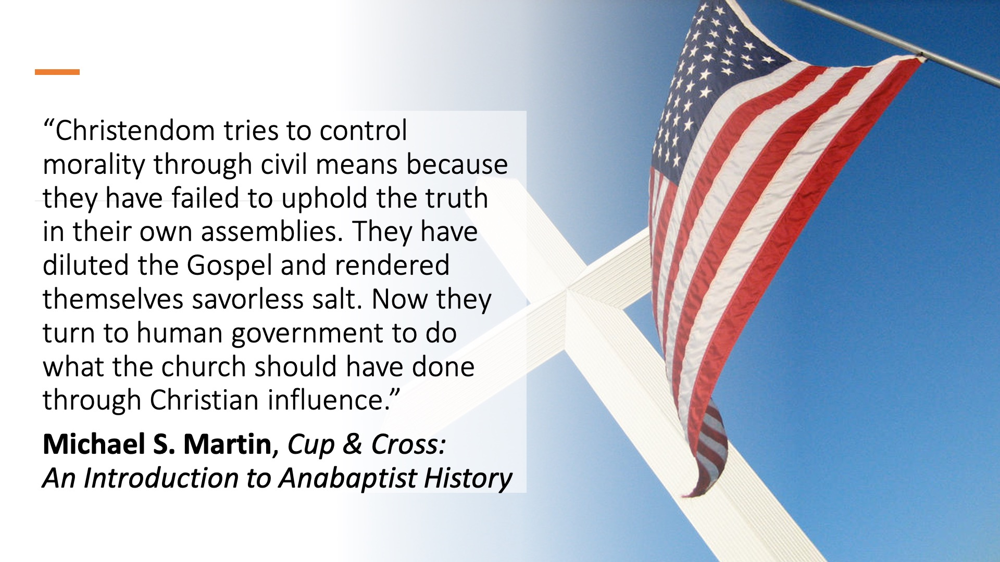 “Christendom tries to control
morality through civil means because
they have failed to uphold the truth
in their own assemblies. They have
diluted the Gospel and rendered
themselves savorless salt. Now they
turn to human government to do
what the church should have done
through Christian influence.”
Michael S. Martin, Cup & Cross:
An Introduction to Anabaptist History